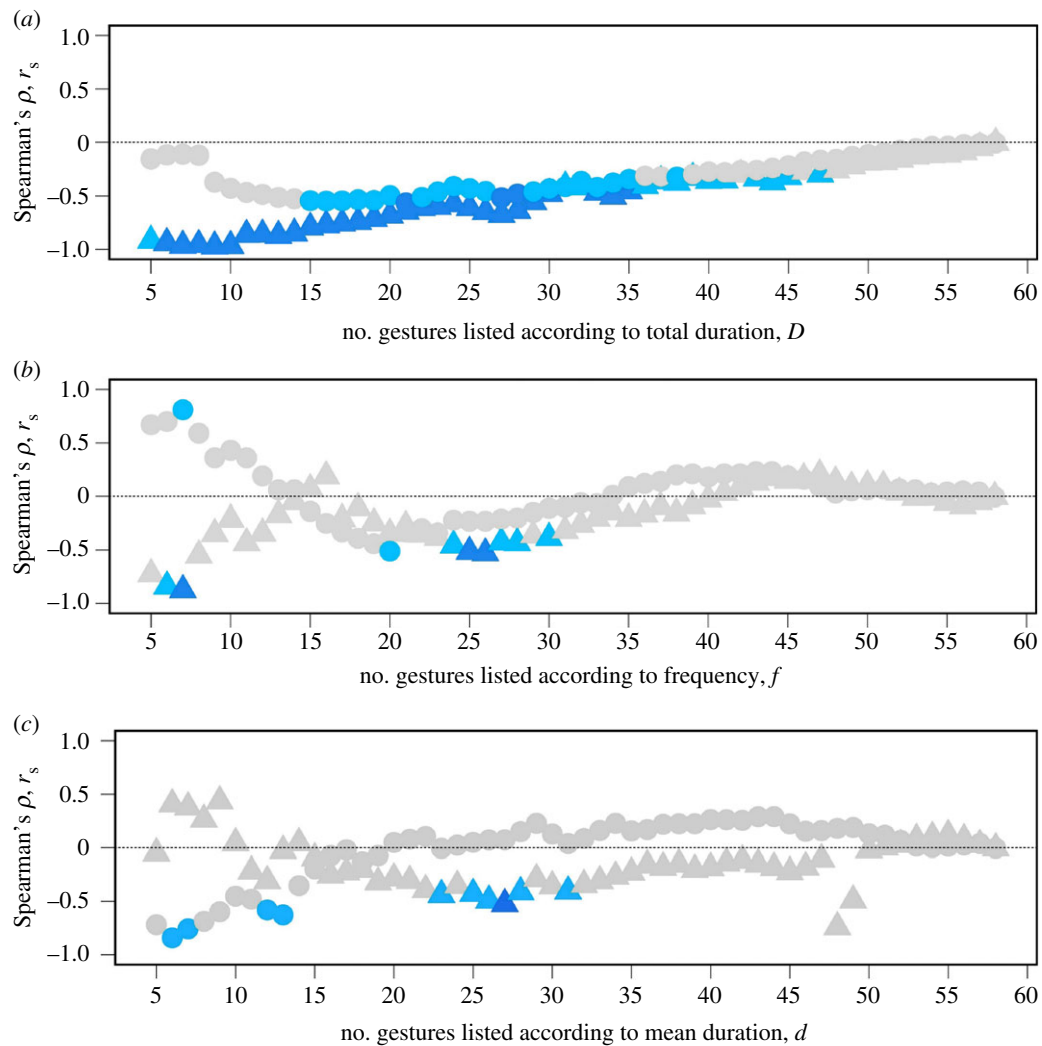 (a)
1.0
0.5
0
–0.5
–1.0
Spearman's ρ, rs
5 10 15 20 25 30 35 40 45 50 55 60
no. gestures listed according to total duration, D
(b)
1.0
0.5
0
–0.5
–1.0
Spearman's ρ, rs
5 10 15 20 25 30 35 40 45 50 55 60
no. gestures listed according to frequency, f
(c)
1.0
0.5
0
–0.5
–1.0
Spearman's ρ, rs
5 10 15 20 25 30 35 40 45 50 55 60
no. gestures listed according to mean duration, d